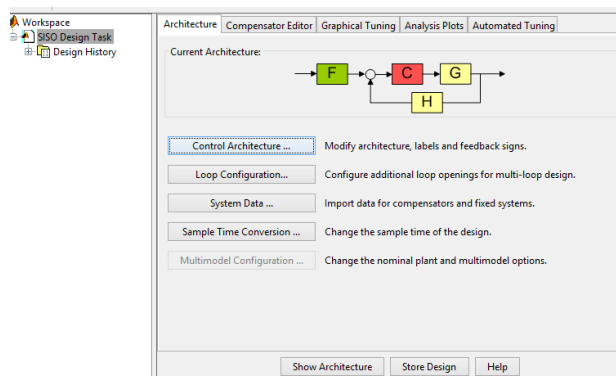 Workspace
SISO Design Task
Design History
Architecture Compensator Editor Graphical Tuning Analysis Plots Automated Tuning
Current Architecture:
F C G
H
Control Architecture ... Modify architecture, labels and feedback signs.
Loop Configuration... Configure additional loop openings for multi-loop design.
System Data ... Import data for compensators and fixed systems.
Sample Time Conversion ... Change the sample time of the design.
Multimodel Configuration ... Change the nominal plant and multimodel options.
Show Architecture Store Design Help